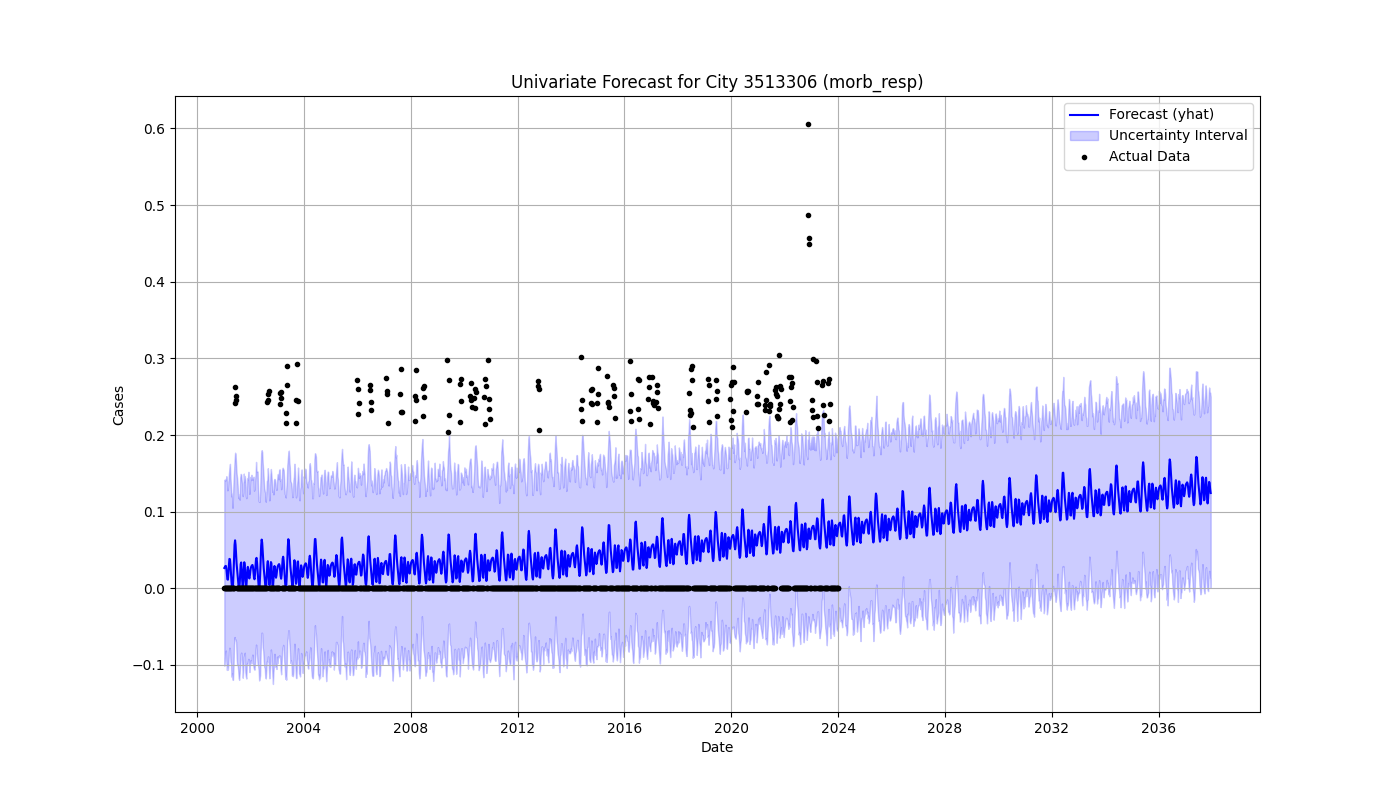 Univariate Forecast for City 3513306 (morb_resp)
Forecast (yhat)
Uncertainty Interval
Actual Data
Cases
0.6
0.5
0.4
0.3
0.2
0.1
0.0
−0.1
2000 2004 2008 2012 2016 2020 2024 2028 2032 2036
Date